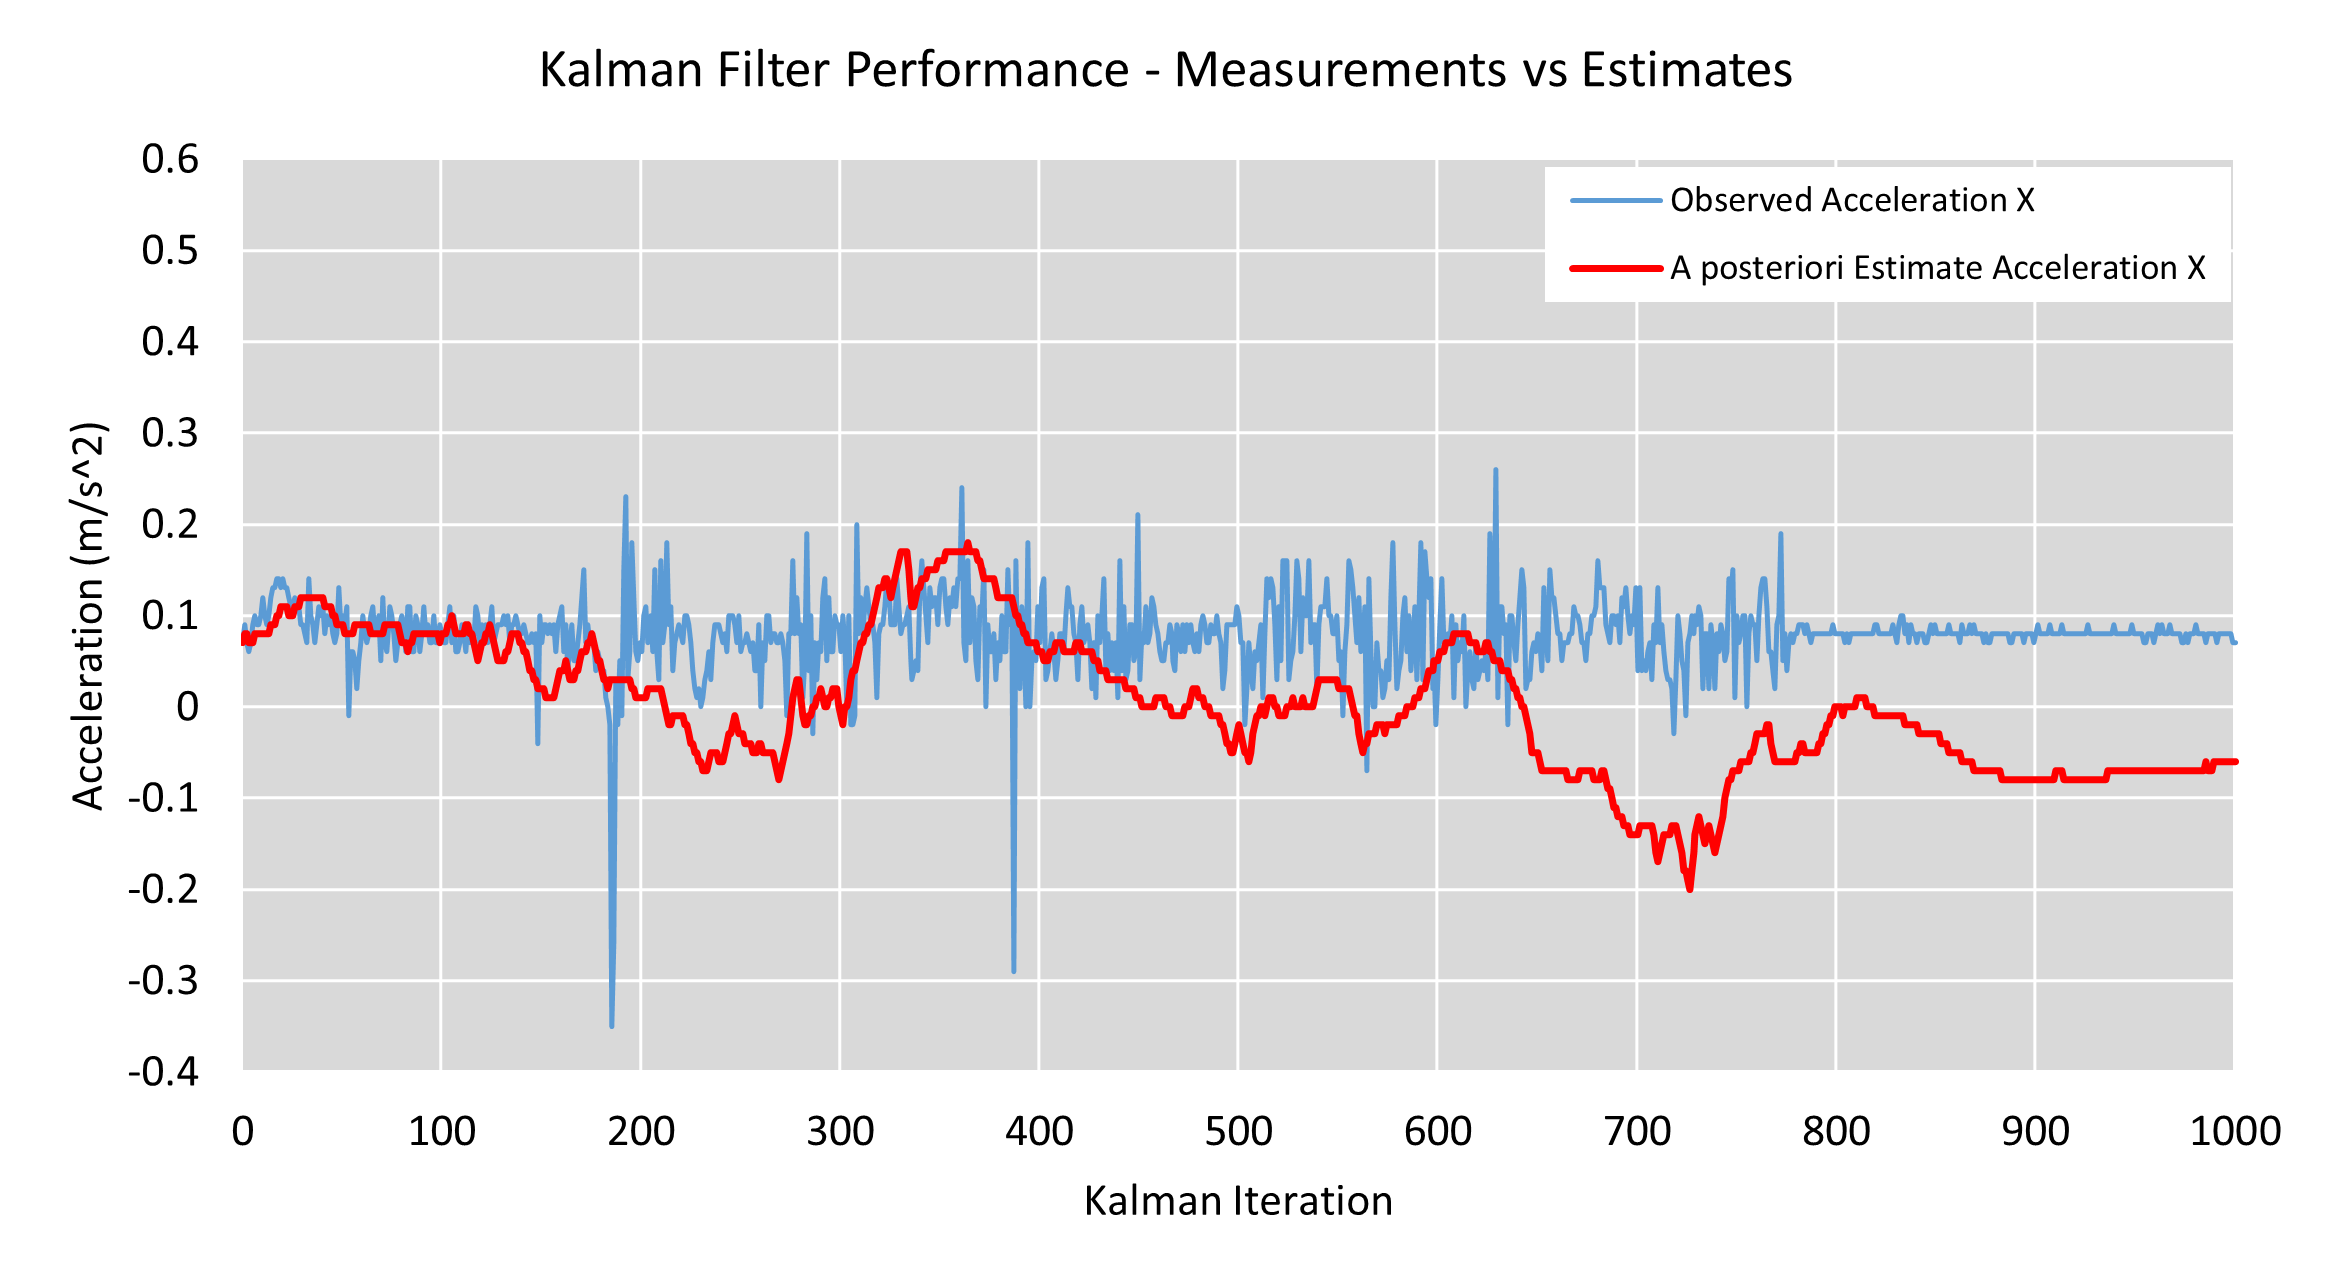 Kalman Filter Performance - Measurements vs Estimates
Observed Acceleration X
A posteriori Estimate Acceleration X
Acceleration (m/s^2)
0.6
0.5
0.4
0.3
0.2
0.1
0
-0.1
-0.2
-0.3
-0.4
0 100 200 300 400 500 600 700 800 900 1000
Kalman Iteration